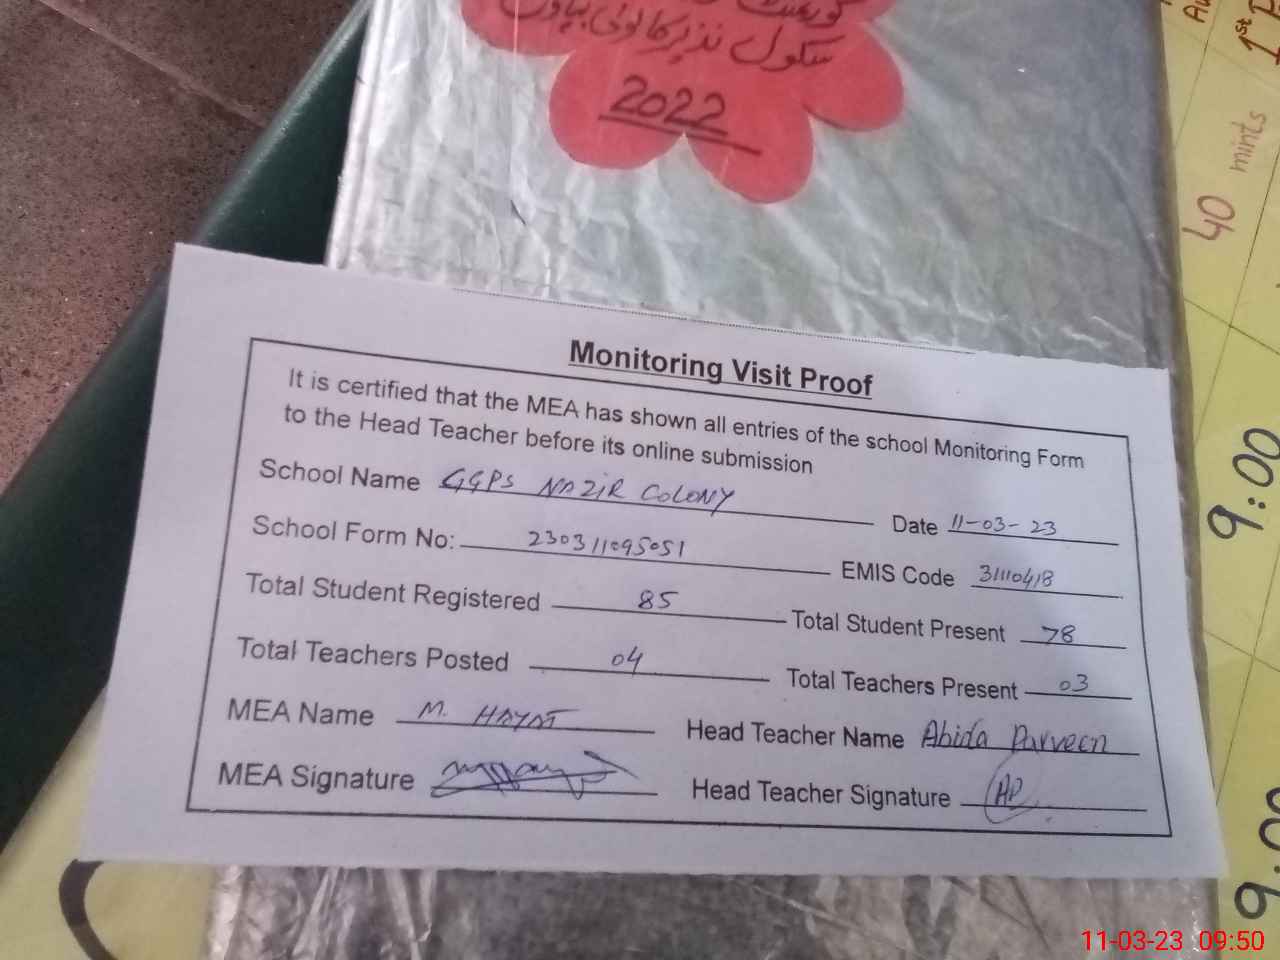 سکول نذیر کالونی
2022
1st
40 mints
9:00
Monitoring Visit Proof
It is certified that the MEA has shown all entries of the school Monitoring Form
to the Head Teacher before its online submission
School Name GGPS NAZIR COLONY Date 11-03-23
School Form No: 230311095051 EMIS Code 31110418
Total Student Registered 85 Total Student Present 78
Total Teachers Posted 04 Total Teachers Present 03
MEA Name M. HAYAT Head Teacher Name Abida Parveen
MEA Signature Head Teacher Signature AP
11-03-23 09:50